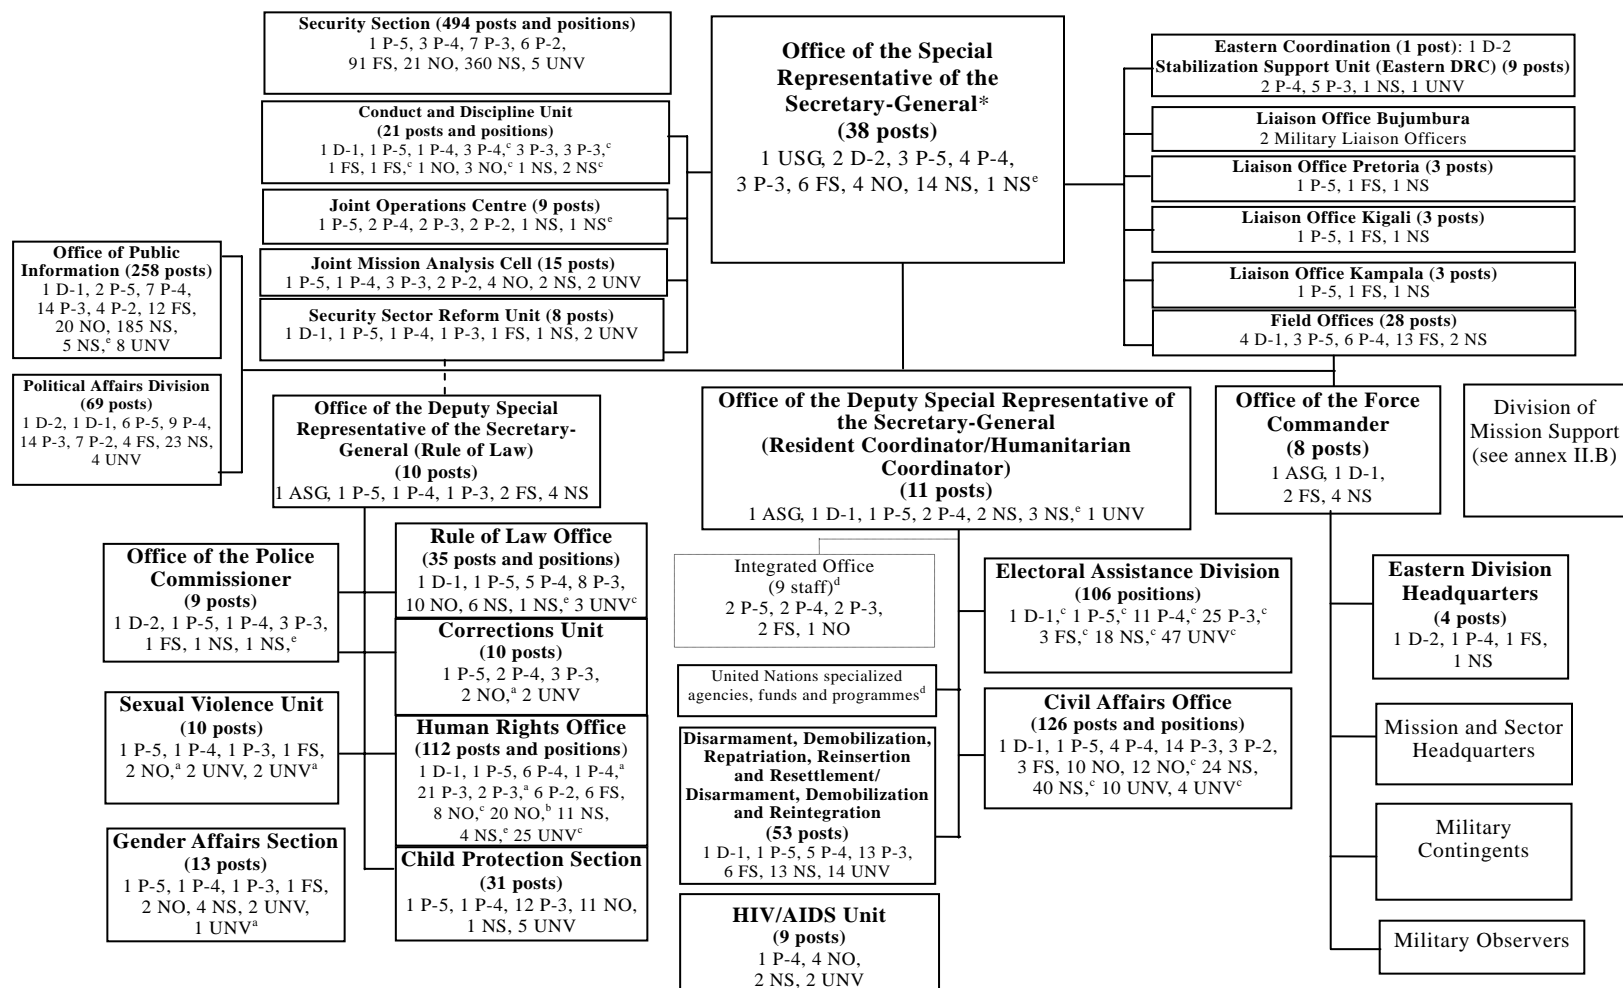 Security Section (494 posts and positions)
1 P-5, 3 P-4, 7 P-3, 6 P-2,
91 FS, 21 NO, 360 NS, 5 UNV
Conduct and Discipline Unit
(21 posts and positions)
1 D-1, 1 P-5, 1 P-4, 3 P-4,ᶜ 3 P-3, 3 P-3,ᶜ
1 FS, 1 FS,ᶜ 1 NO, 3 NO,ᶜ 1 NS, 2 NSᶜ
Joint Operations Centre (9 posts)
1 P-5, 2 P-4, 2 P-3, 2 P-2, 1 NS, 1 NSᵉ
Joint Mission Analysis Cell (15 posts)
1 P-5, 1 P-4, 3 P-3, 2 P-2, 4 NO, 2 NS, 2 UNV
Security Sector Reform Unit (8 posts)
1 D-1, 1 P-5, 1 P-4, 1 P-3, 1 FS, 1 NS, 2 UNV
Office of the Special
Representative of the
Secretary-General*
(38 posts)
1 USG, 2 D-2, 3 P-5, 4 P-4,
3 P-3, 6 FS, 4 NO, 14 NS, 1 NSᵉ
Eastern Coordination (1 post): 1 D-2
Stabilization Support Unit (Eastern DRC) (9 posts)
2 P-4, 5 P-3, 1 NS, 1 UNV
Liaison Office Bujumbura
2 Military Liaison Officers
Liaison Office Pretoria (3 posts)
1 P-5, 1 FS, 1 NS
Liaison Office Kigali (3 posts)
1 P-5, 1 FS, 1 NS
Liaison Office Kampala (3 posts)
1 P-5, 1 FS, 1 NS
Field Offices (28 posts)
4 D-1, 3 P-5, 6 P-4, 13 FS, 2 NS
Office of Public
Information (258 posts)
1 D-1, 2 P-5, 7 P-4,
14 P-3, 4 P-2, 12 FS,
20 NO, 185 NS,
5 NS,ᵉ 8 UNV
Political Affairs Division
(69 posts)
1 D-2, 1 D-1, 6 P-5, 9 P-4,
14 P-3, 7 P-2, 4 FS, 23 NS,
4 UNV
Office of the Deputy Special
Representative of the Secretary-
General (Rule of Law)
(10 posts)
1 ASG, 1 P-5, 1 P-4, 1 P-3, 2 FS, 4 NS
Office of the Deputy Special Representative of
the Secretary-General
(Resident Coordinator/Humanitarian
Coordinator)
(11 posts)
1 ASG, 1 D-1, 1 P-5, 2 P-4, 2 NS, 3 NS,ᵉ 1 UNV
Office of the Force
Commander
(8 posts)
1 ASG, 1 D-1,
2 FS, 4 NS
Division of
Mission Support
(see annex II.B)
Office of the Police
Commissioner
(9 posts)
1 D-2, 1 P-5, 1 P-4, 3 P-3,
1 FS, 1 NS, 1 NS,ᵉ
Sexual Violence Unit
(10 posts)
1 P-5, 1 P-4, 1 P-3, 1 FS,
2 NO,ᵃ 2 UNV, 2 UNVᵃ
Gender Affairs Section
(13 posts)
1 P-5, 1 P-4, 1 P-3, 1 FS,
2 NO, 4 NS, 2 UNV,
1 UNVᵃ
Rule of Law Office
(35 posts and positions)
1 D-1, 1 P-5, 5 P-4, 8 P-3,
10 NO, 6 NS, 1 NS,ᵉ 3 UNVᶜ
Corrections Unit
(10 posts)
1 P-5, 2 P-4, 3 P-3,
2 NO,ᵃ 2 UNV
Human Rights Office
(112 posts and positions)
1 D-1, 1 P-5, 6 P-4, 1 P-4,ᵃ
21 P-3, 2 P-3,ᵃ 6 P-2, 6 FS,
8 NO,ᶜ 20 NO,ᵇ 11 NS,
4 NS,ᵉ 25 UNVᶜ
Child Protection Section
(31 posts)
1 P-5, 1 P-4, 12 P-3, 11 NO,
1 NS, 5 UNV
Integrated Office
(9 staff)ᵈ
2 P-5, 2 P-4, 2 P-3,
2 FS, 1 NO
United Nations specialized
agencies, funds and programmesᵈ
Disarmament, Demobilization,
Repatriation, Reinsertion
and Resettlement/
Disarmament, Demobilization
and Reintegration
(53 posts)
1 D-1, 1 P-5, 5 P-4, 13 P-3,
6 FS, 13 NS, 14 UNV
HIV/AIDS Unit
(9 posts)
1 P-4, 4 NO,
2 NS, 2 UNV
Electoral Assistance Division
(106 positions)
1 D-1,ᶜ 1 P-5,ᶜ 11 P-4,ᶜ 25 P-3,ᶜ
3 FS,ᶜ 18 NS,ᶜ 47 UNVᶜ
Civil Affairs Office
(126 posts and positions)
1 D-1, 1 P-5, 4 P-4, 14 P-3, 3 P-2,
3 FS, 10 NO, 12 NO,ᶜ 24 NS,
40 NS,ᶜ 10 UNV, 4 UNVᶜ
Eastern Division
Headquarters
(4 posts)
1 D-2, 1 P-4, 1 FS,
1 NS
Mission and Sector
Headquarters
Military
Contingents
Military Observers